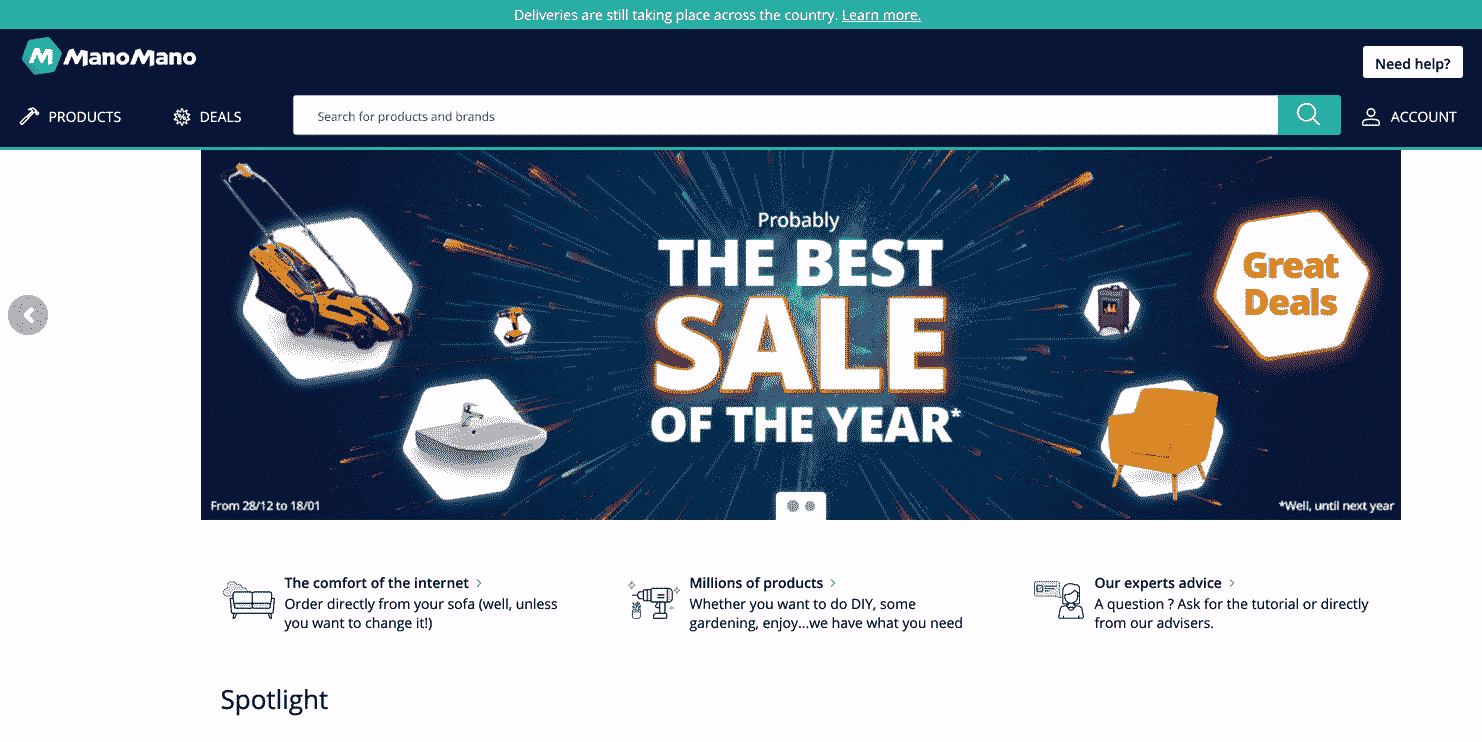 Deliveries are still taking place across the country. Learn more.
ManoMano
Need help?
PRODUCTS
DEALS
Search for products and brands
ACCOUNT
Probably
THE BEST
SALE
OF THE YEAR*
Great
Deals
From 28/12 to 18/01
*Well, until next year
The comfort of the internet
Order directly from your sofa (well, unless
you want to change it!)
Millions of products
Whether you want to do DIY, some
gardening, enjoy...we have what you need
Our experts advice
A question ? Ask for the tutorial or directly
from our advisers.
Spotlight